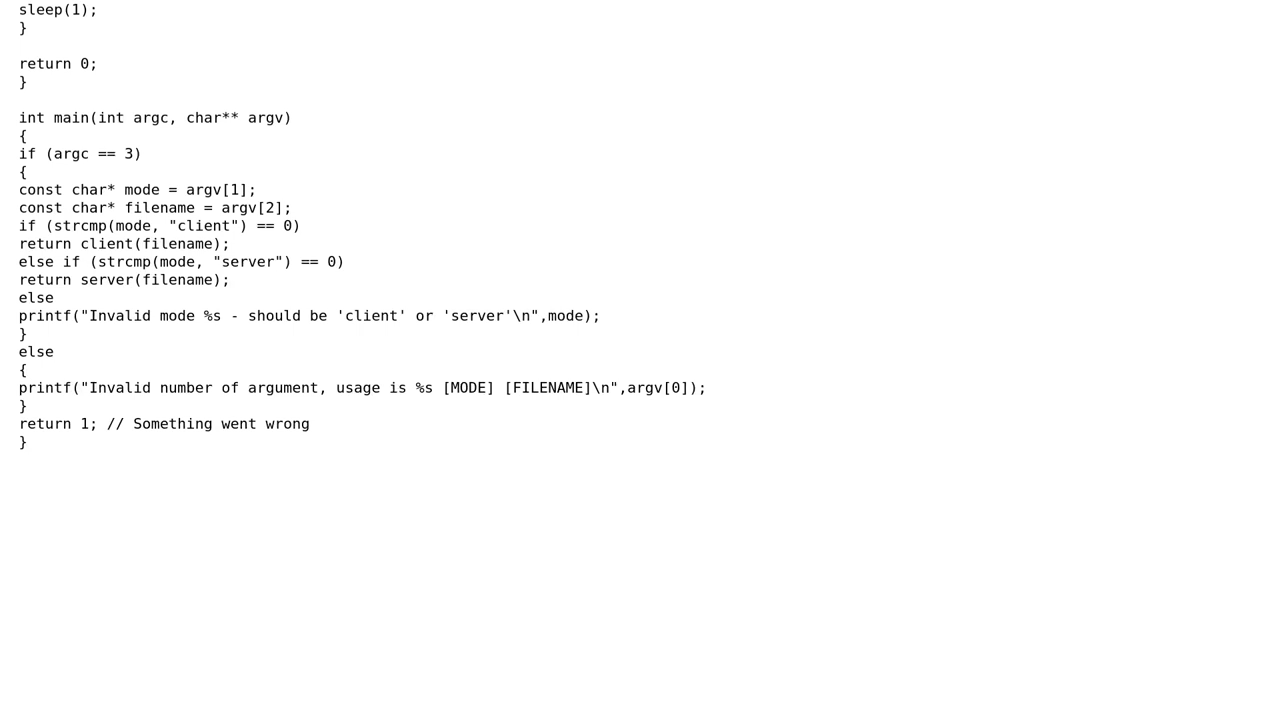 sleep(1);
}
return 0;
}
int main(int argc, char** argv)
{
if (argc == 3)
{
const char* mode = argv[1];
const char* filename = argv[2];
if (strcmp(mode, "client") == 0)
return client(filename);
else if (strcmp(mode, "server") == 0)
return server(filename);
else
printf("Invalid mode %s - should be 'client' or 'server'\n",mode);
}
else
{
printf("Invalid number of argument, usage is %s [MODE] [FILENAME]\n",argv[0]);
}
return 1; // Something went wrong
}